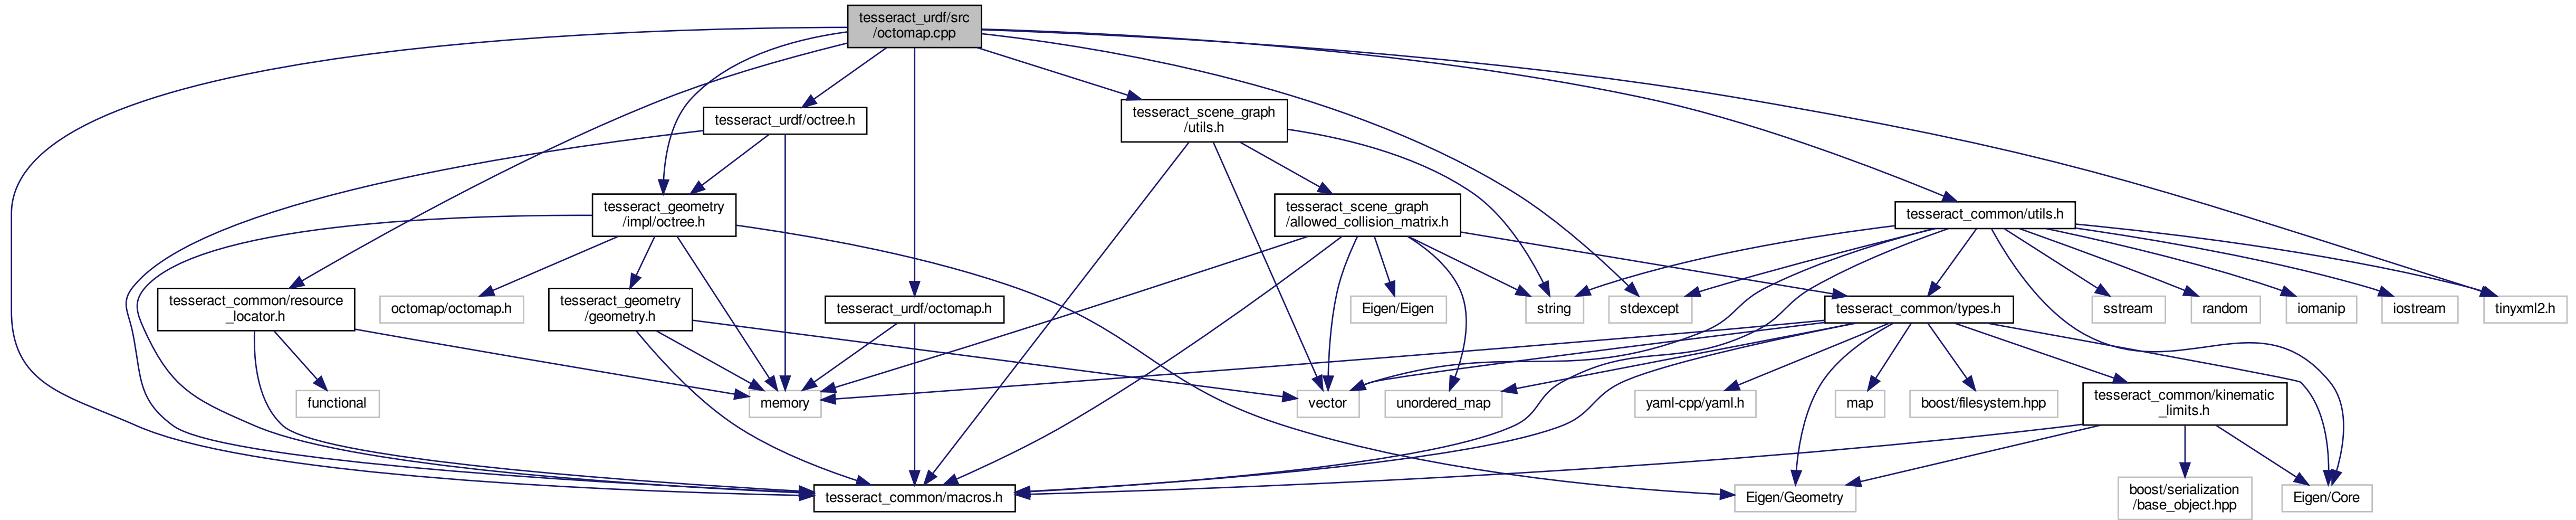 tesseract_urdf/src
/octomap.cpp
tesseract_urdf/octree.h
tesseract_scene_graph
/utils.h
tesseract_geometry
/impl/octree.h
tesseract_scene_graph
/allowed_collision_matrix.h
tesseract_common/utils.h
tesseract_common/resource
_locator.h
octomap/octomap.h
tesseract_geometry
/geometry.h
tesseract_urdf/octomap.h
Eigen/Eigen
string
stdexcept
tesseract_common/types.h
sstream
random
iomanip
iostream
tinyxml2.h
functional
memory
vector
unordered_map
yaml-cpp/yaml.h
map
boost/filesystem.hpp
tesseract_common/kinematic
_limits.h
tesseract_common/macros.h
Eigen/Geometry
boost/serialization
/base_object.hpp
Eigen/Core